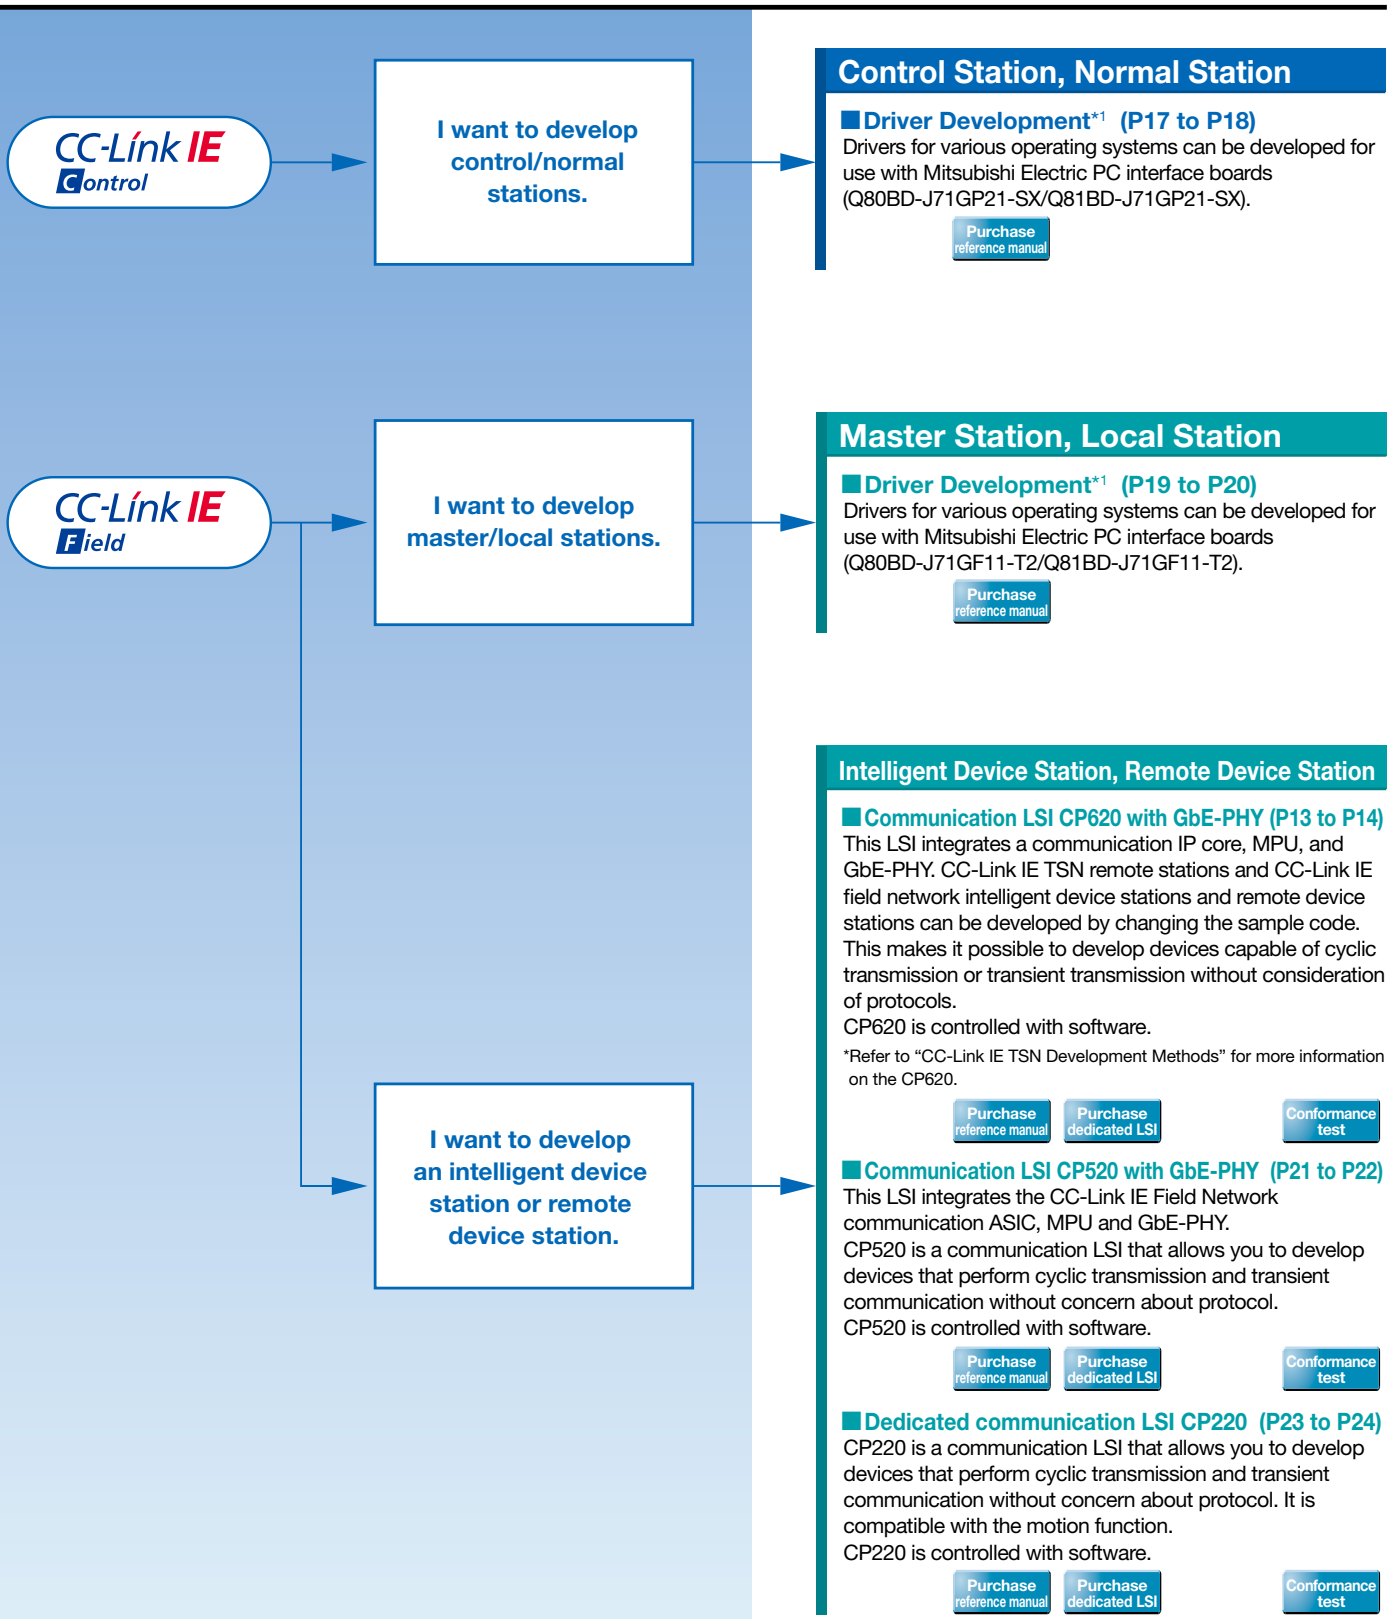 CC-Link IE
Control
I want to develop
control/normal
stations.
Control Station, Normal Station
■Driver Development*1 (P17 to P18)
Drivers for various operating systems can be developed for
use with Mitsubishi Electric PC interface boards
(Q80BD-J71GP21-SX/Q81BD-J71GP21-SX).
Purchase
reference manual
CC-Link IE
Field
I want to develop
master/local stations.
Master Station, Local Station
■Driver Development*1 (P19 to P20)
Drivers for various operating systems can be developed for
use with Mitsubishi Electric PC interface boards
(Q80BD-J71GF11-T2/Q81BD-J71GF11-T2).
Purchase
reference manual
I want to develop
an intelligent device
station or remote
device station.
Intelligent Device Station, Remote Device Station
■Communication LSI CP620 with GbE-PHY (P13 to P14)
This LSI integrates a communication IP core, MPU, and
GbE-PHY. CC-Link IE TSN remote stations and CC-Link IE
field network intelligent device stations and remote device
stations can be developed by changing the sample code.
This makes it possible to develop devices capable of cyclic
transmission or transient transmission without consideration
of protocols.
CP620 is controlled with software.
*Refer to “CC-Link IE TSN Development Methods” for more information
on the CP620.
Purchase
reference manual
Purchase
dedicated LSI
Conformance
test
■Communication LSI CP520 with GbE-PHY (P21 to P22)
This LSI integrates the CC-Link IE Field Network
communication ASIC, MPU and GbE-PHY.
CP520 is a communication LSI that allows you to develop
devices that perform cyclic transmission and transient
communication without concern about protocol.
CP520 is controlled with software.
Purchase
reference manual
Purchase
dedicated LSI
Conformance
test
■Dedicated communication LSI CP220 (P23 to P24)
CP220 is a communication LSI that allows you to develop
devices that perform cyclic transmission and transient
communication without concern about protocol. It is
compatible with the motion function.
CP220 is controlled with software.
Purchase
reference manual
Purchase
dedicated LSI
Conformance
test